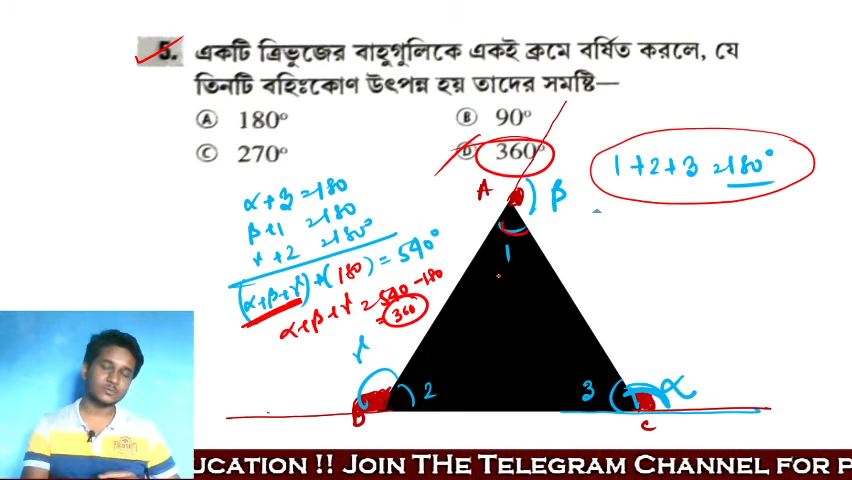 5. একটি ত্রিভুজের বাহুগুলিকে একই ক্রমে বর্ধিত করলে, যে
তিনটি বহিঃকোণ উৎপন্ন হয় তাদের সমষ্টি—
A 180°
B 90°
C 270°
D 360°
1+2+3 = 180°
α+3 = 180
β+1 = 180
γ+2 = 180°
(α+β+γ)+(180) = 540°
α+β+γ = 540-180
= 360
A
β
1
γ
2
3
α
C
UCATION !! JOIN THE TELEGRAM CHANNEL FOR P